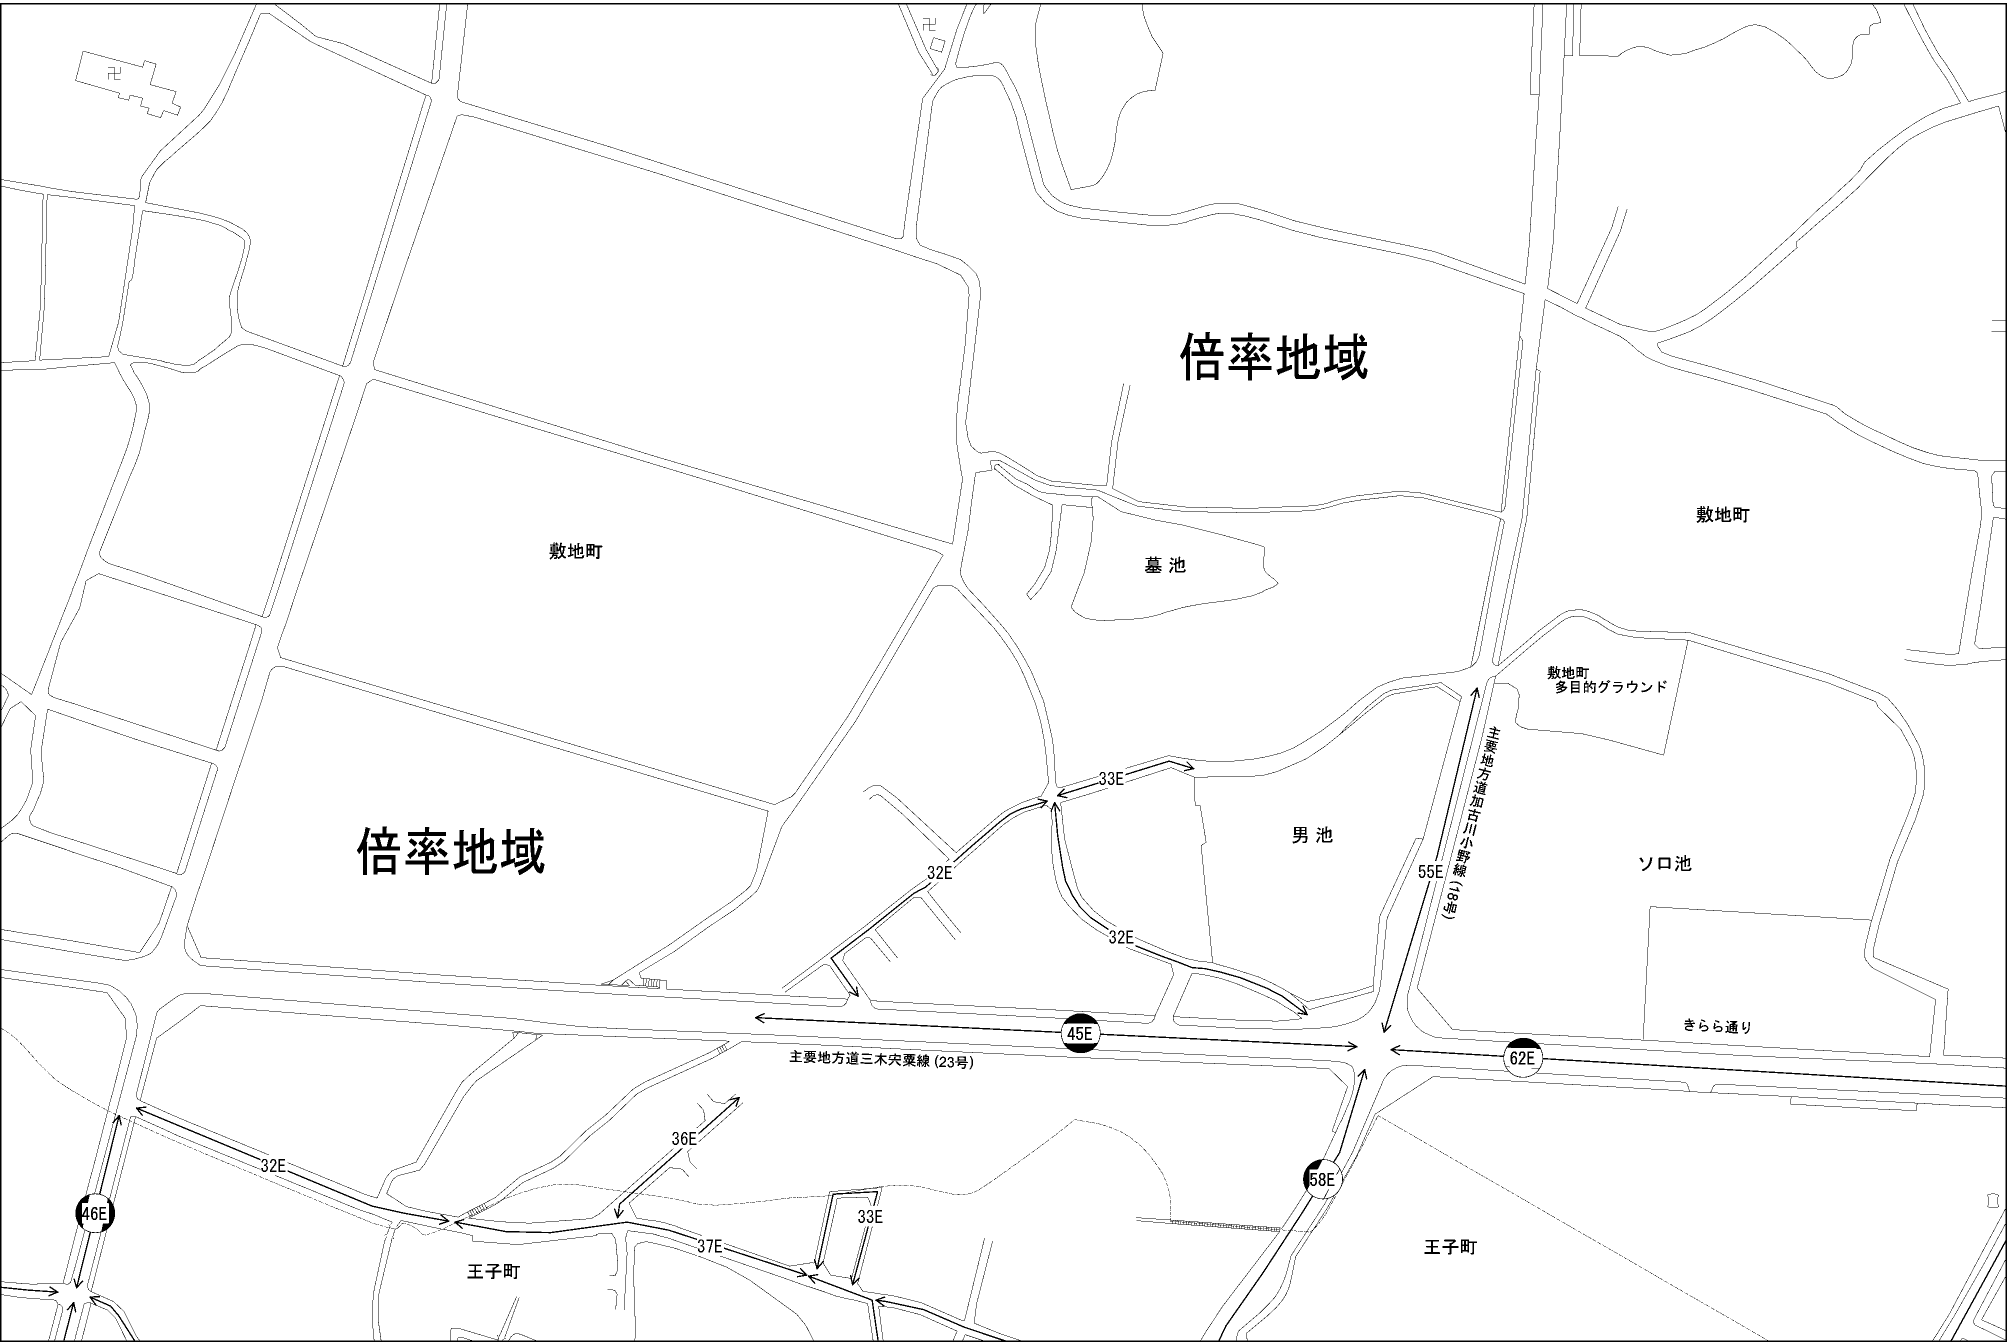 卍
卍
倍率地域
敷地町
敷地町
墓池
敷地町
多目的グラウンド
主要地方道加古川小野線(18号)
33E
男池
倍率地域
32E
55E
ソロ池
32E
きらら通り
45E
62E
主要地方道三木宍粟線(23号)
36E
32E
58E
46E
33E
37E
王子町
王子町